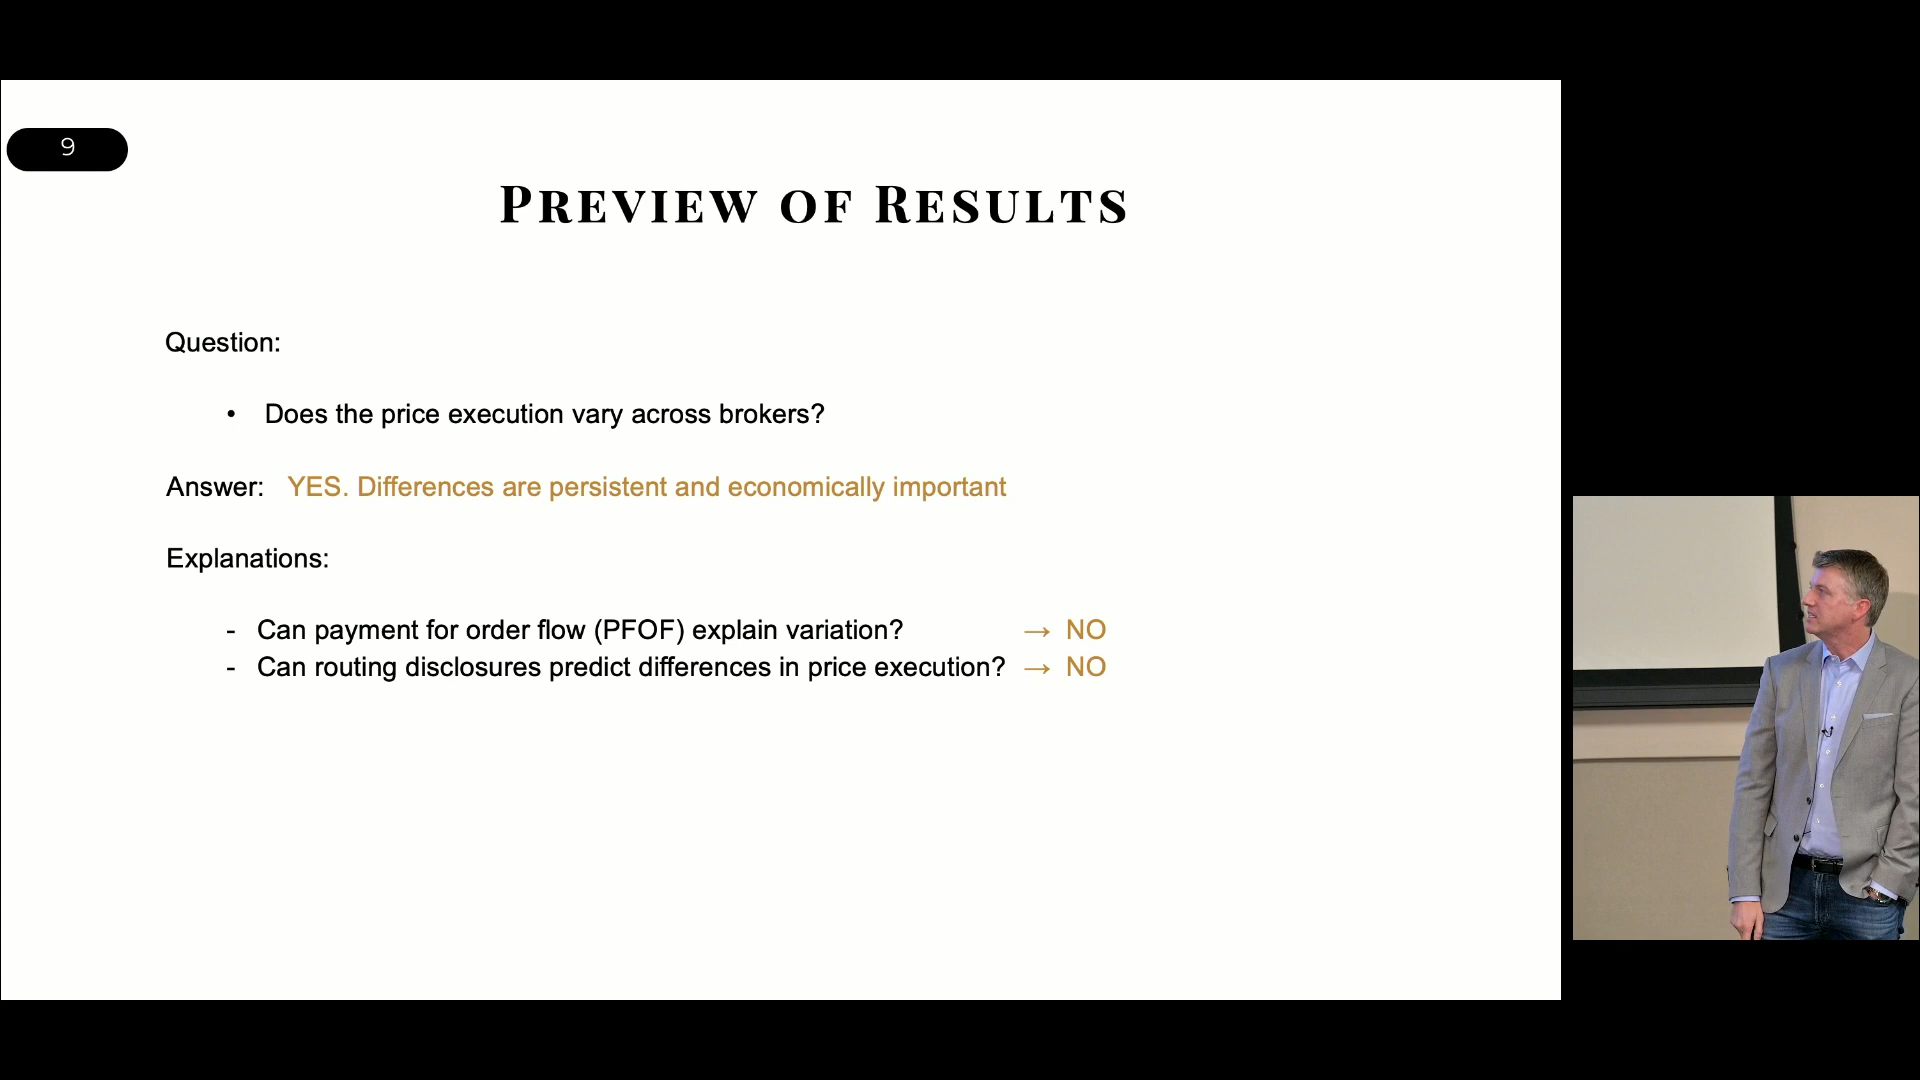 9
PREVIEW OF RESULTS
Question:
• Does the price execution vary across brokers?
Answer: YES. Differences are persistent and economically important
Explanations:
- Can payment for order flow (PFOF) explain variation? → NO
- Can routing disclosures predict differences in price execution? → NO